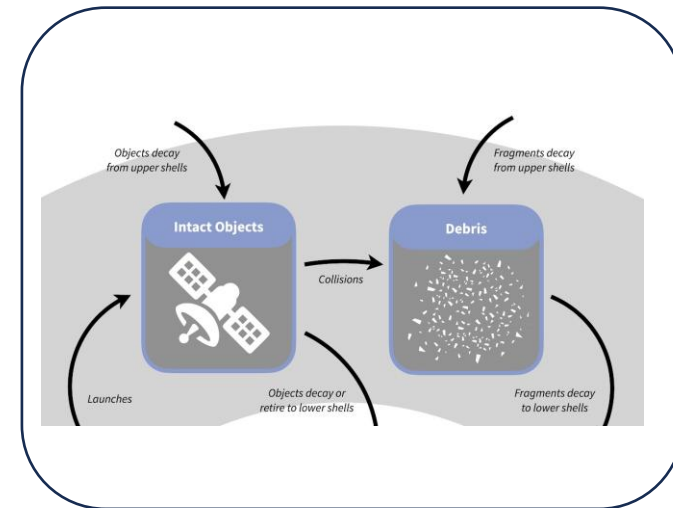 Objects decay
from upper shells
Fragments decay
from upper shells
Intact Objects
Debris
Collisions
Launches
Objects decay or
retire to lower shells
Fragments decay
to lower shells